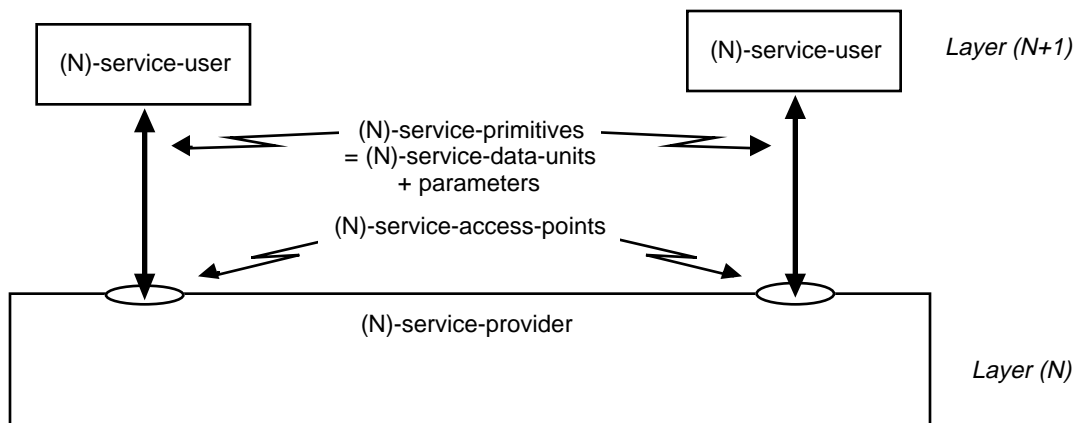 (N)-service-user
(N)-service-user
Layer (N+1)
(N)-service-primitives
= (N)-service-data-units
+ parameters
(N)-service-access-points
(N)-service-provider
Layer (N)